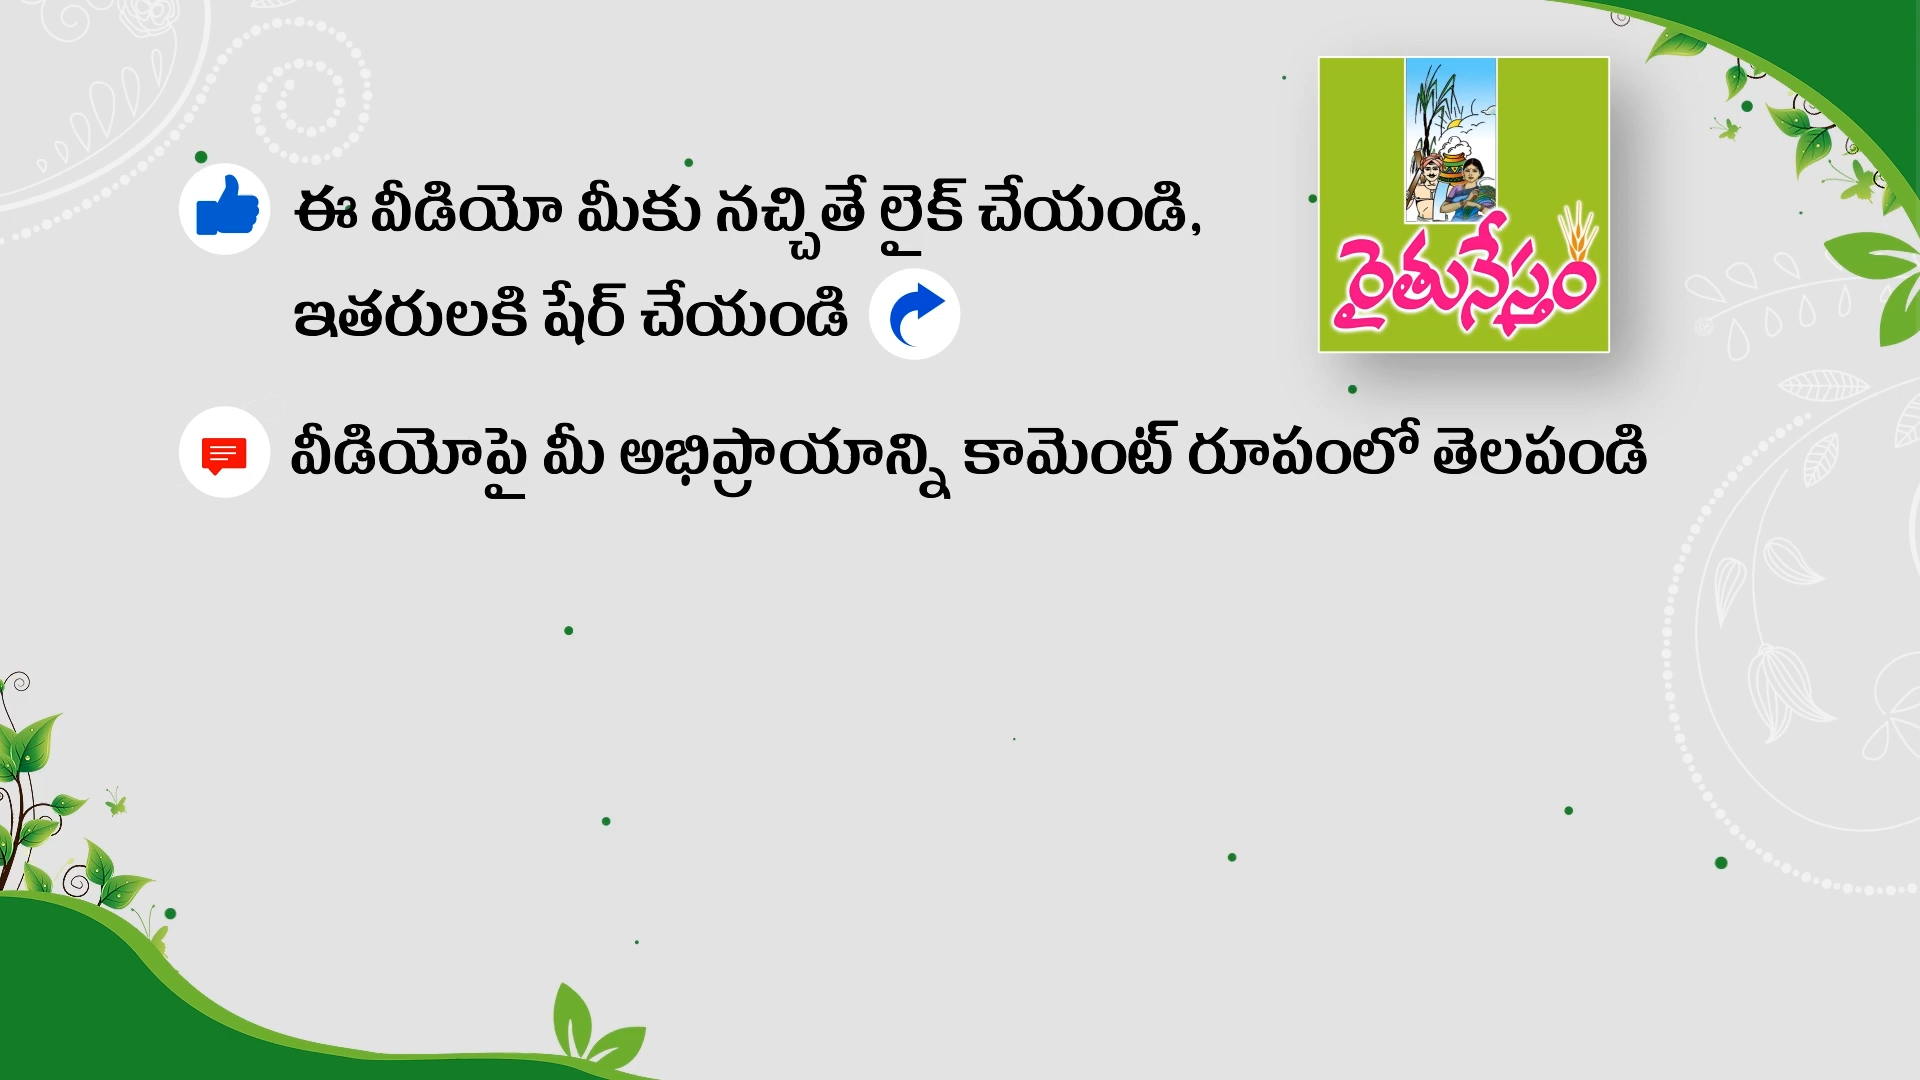 ఈ వీడియో మీకు నచ్చితే లైక్ చేయండి,
ఇతరులకి షేర్ చేయండి
రైతునేస్తం
వీడియోపై మీ అభిప్రాయాన్ని కామెంట్ రూపంలో తెలపండి